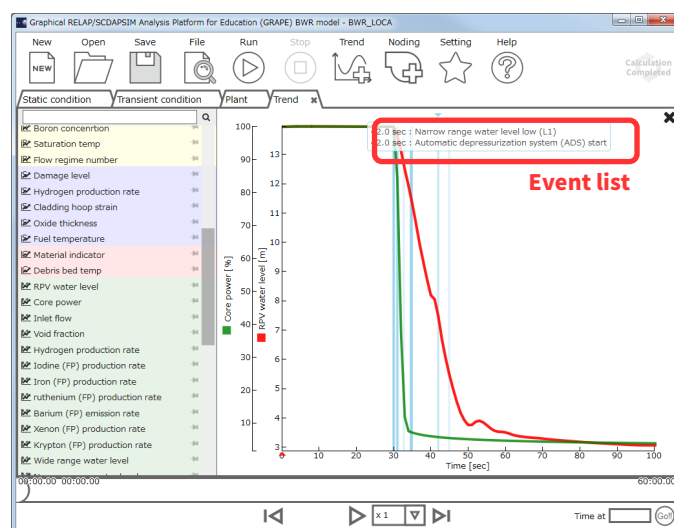 Graphical RELAP/SCDAPSIM Analysis Platform for Education (GRAPE) BWR model - BWR_LOCA
New Open Save File Run Stop Trend Noding Setting Help
NEW
Calculation
Completed
Static condition Transient condition Plant Trend
Boron concenrtion
Saturation temp
Flow regime number
Damage level
Hydrogen production rate
Cladding hoop strain
Oxide thickness
Fuel temperature
Material indicator
Debris bed temp
RPV water level
Core power
Inlet flow
Void fraction
Hydrogen production rate
Iodine (FP) production rate
Iron (FP) production rate
ruthenium (FP) production rate
Barium (FP) emission rate
Xenon (FP) production rate
Krypton (FP) production rate
Wide range water level
2.0 sec : Narrow range water level low (L1)
2.0 sec : Automatic depressurization system (ADS) start
Event list
Core power [%]
100
90
80
70
60
50
40
30
20
10
RPV water level [m]
13
12
11
10
9
8
7
6
5
4
3
0 10 20 30 40 50 60 70 80 90 100
Time [sec]
00:00.00 00:00.00 60:00.00
x 1
Time at
Go!!